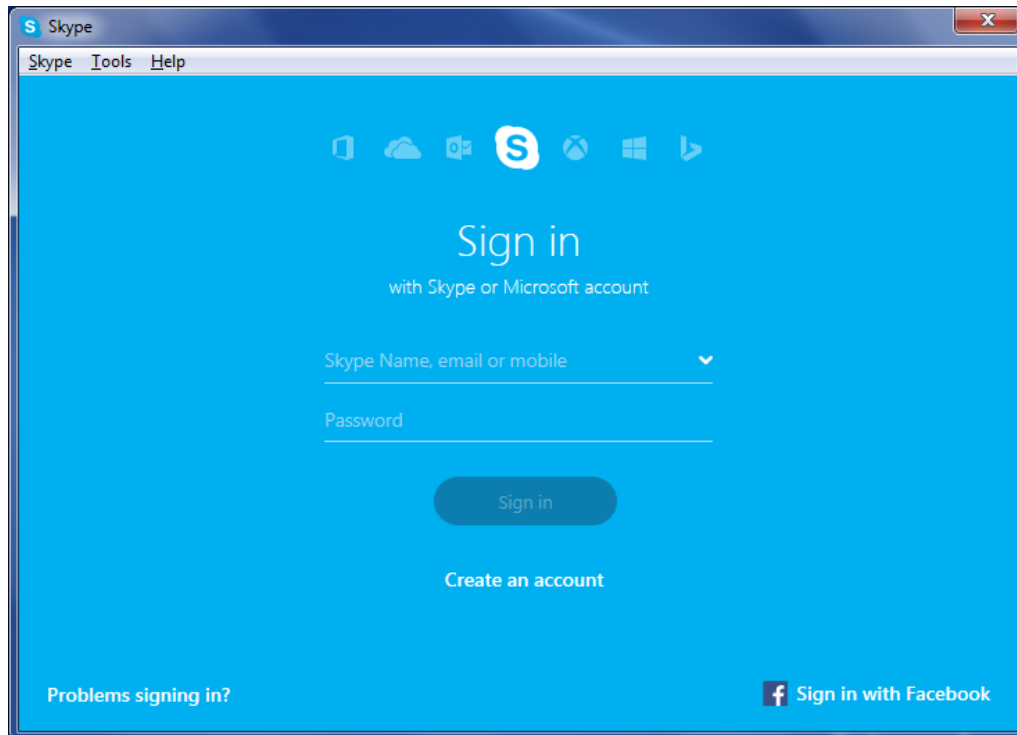 Skype
Skype Tools Help
Sign in
with Skype or Microsoft account
Skype Name, email or mobile
Password
Sign in
Create an account
Problems signing in?
Sign in with Facebook